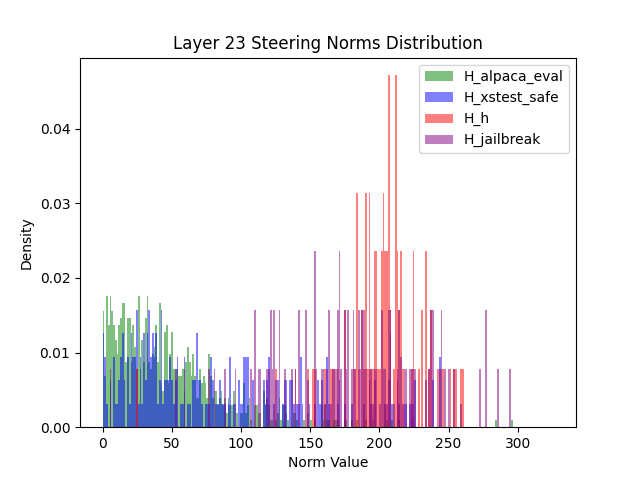 Layer 23 Steering Norms Distribution
H_alpaca_eval
H_xstest_safe
H_h
H_jailbreak
Density
0.04
0.03
0.02
0.01
0.00
0
50
100
150
200
250
300
Norm Value